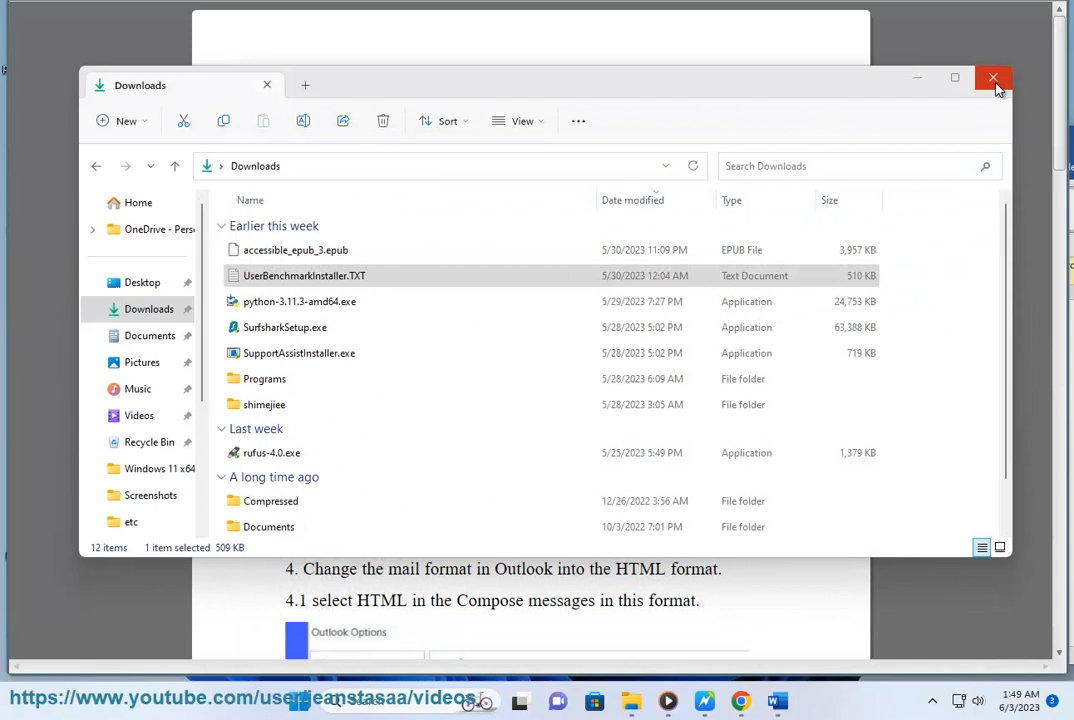 Downloads
New
Sort
View
Downloads
Search Downloads
Name
Date modified
Type
Size
Home
OneDrive - Pers
Desktop
Downloads
Documents
Pictures
Music
Videos
Recycle Bin
Windows 11 x64
Screenshots
etc
Earlier this week
accessible_epub_3.epub 5/30/2023 11:09 PM EPUB File 3,957 KB
UserBenchmarkInstaller.TXT 5/30/2023 12:04 AM Text Document 510 KB
python-3.11.3-amd64.exe 5/29/2023 7:27 PM Application 24,753 KB
SurfsharkSetup.exe 5/28/2023 5:02 PM Application 63,388 KB
SupportAssistInstaller.exe 5/28/2023 5:02 PM Application 719 KB
Programs 5/28/2023 6:09 AM File folder
shimejiee 5/28/2023 3:05 AM File folder
Last week
rufus-4.0.exe 5/25/2023 5:49 PM Application 1,379 KB
A long time ago
Compressed 12/26/2022 3:56 AM File folder
Documents 10/3/2022 7:01 PM File folder
12 items 1 item selected 509 KB
4. Change the mail format in Outlook into the HTML format.
4.1 select HTML in the Compose messages in this format.
Outlook Options
https://www.youtube.com/userjeanstasaa/videos
1:49 AM
6/3/2023
3